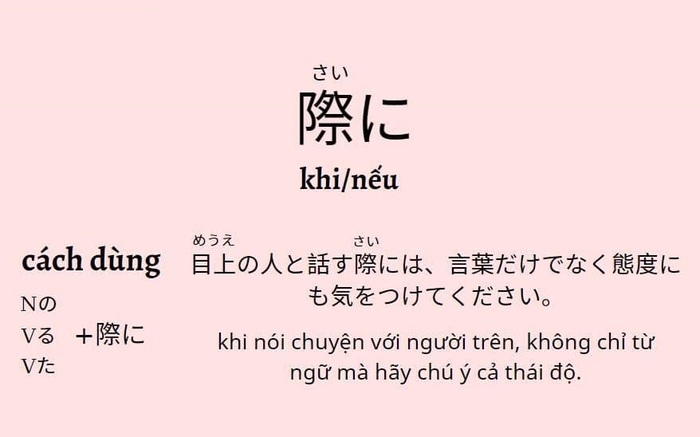 さい
際に
khi/nếu
cách dùng
Nの
Vる
Vた
+際に
めうえ さい
目上の人と話す際には、言葉だけでなく態度に
も気をつけてください。
khi nói chuyện với người trên, không chỉ từ
ngữ mà hãy chú ý cả thái độ.